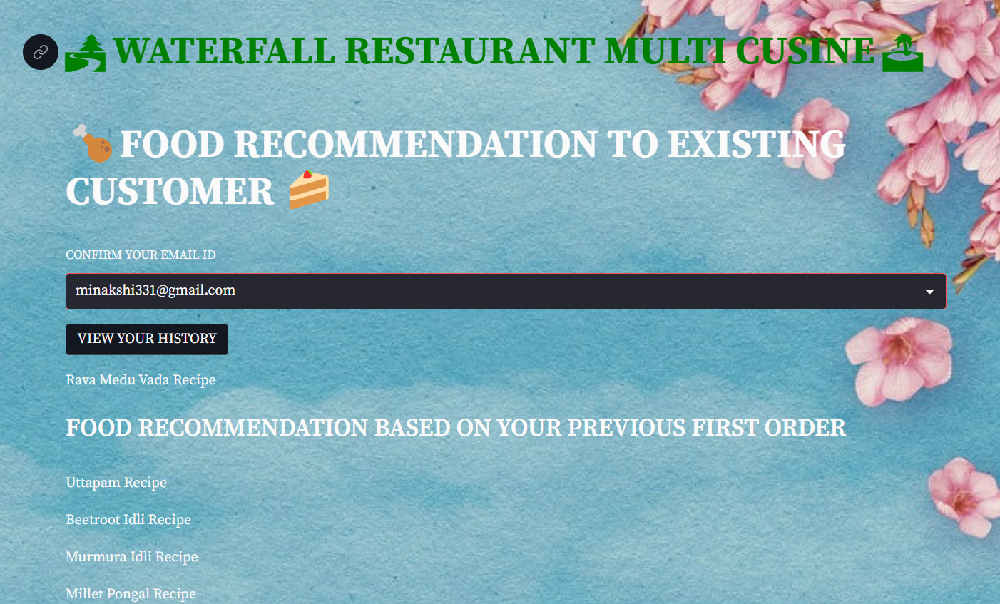 WATERFALL RESTAURANT MULTI CUSINE
FOOD RECOMMENDATION TO EXISTING
CUSTOMER
CONFIRM YOUR EMAIL ID
minakshi331@gmail.com
VIEW YOUR HISTORY
Rava Medu Vada Recipe
FOOD RECOMMENDATION BASED ON YOUR PREVIOUS FIRST ORDER
Uttapam Recipe
Beetroot Idli Recipe
Murmura Idli Recipe
Millet Pongal Recipe